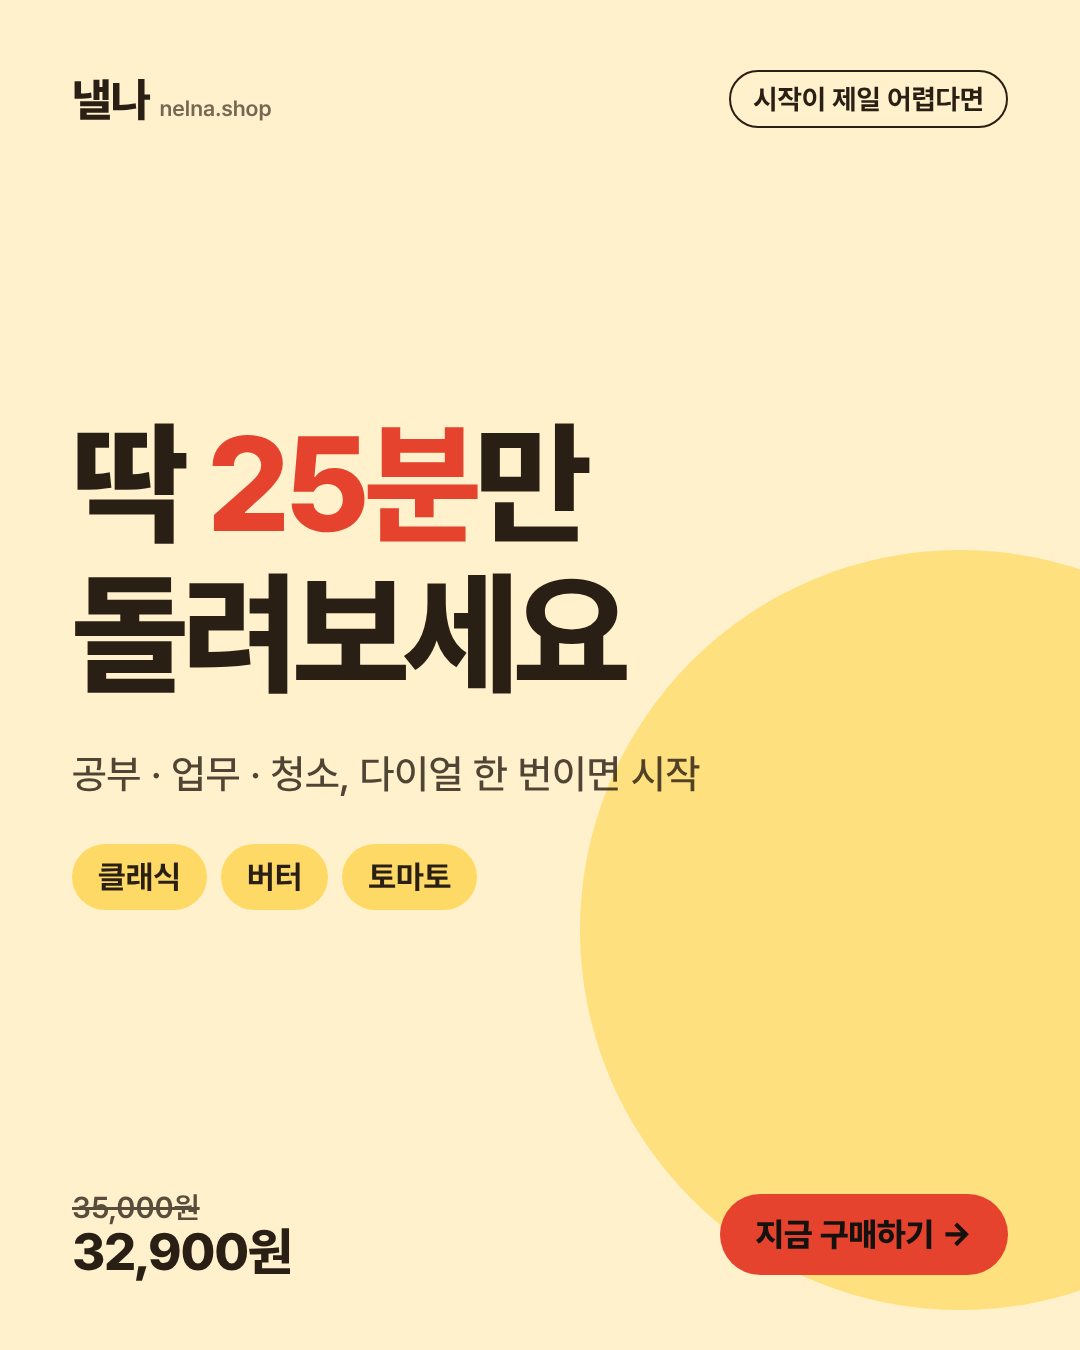 냴나 nelna.shop
시작이 제일 어렵다면
딱 25분만
돌려보세요
공부 · 업무 · 청소, 다이얼 한 번이면 시작
클래식
버터
토마토
35,000원
32,900원
지금 구매하기 →